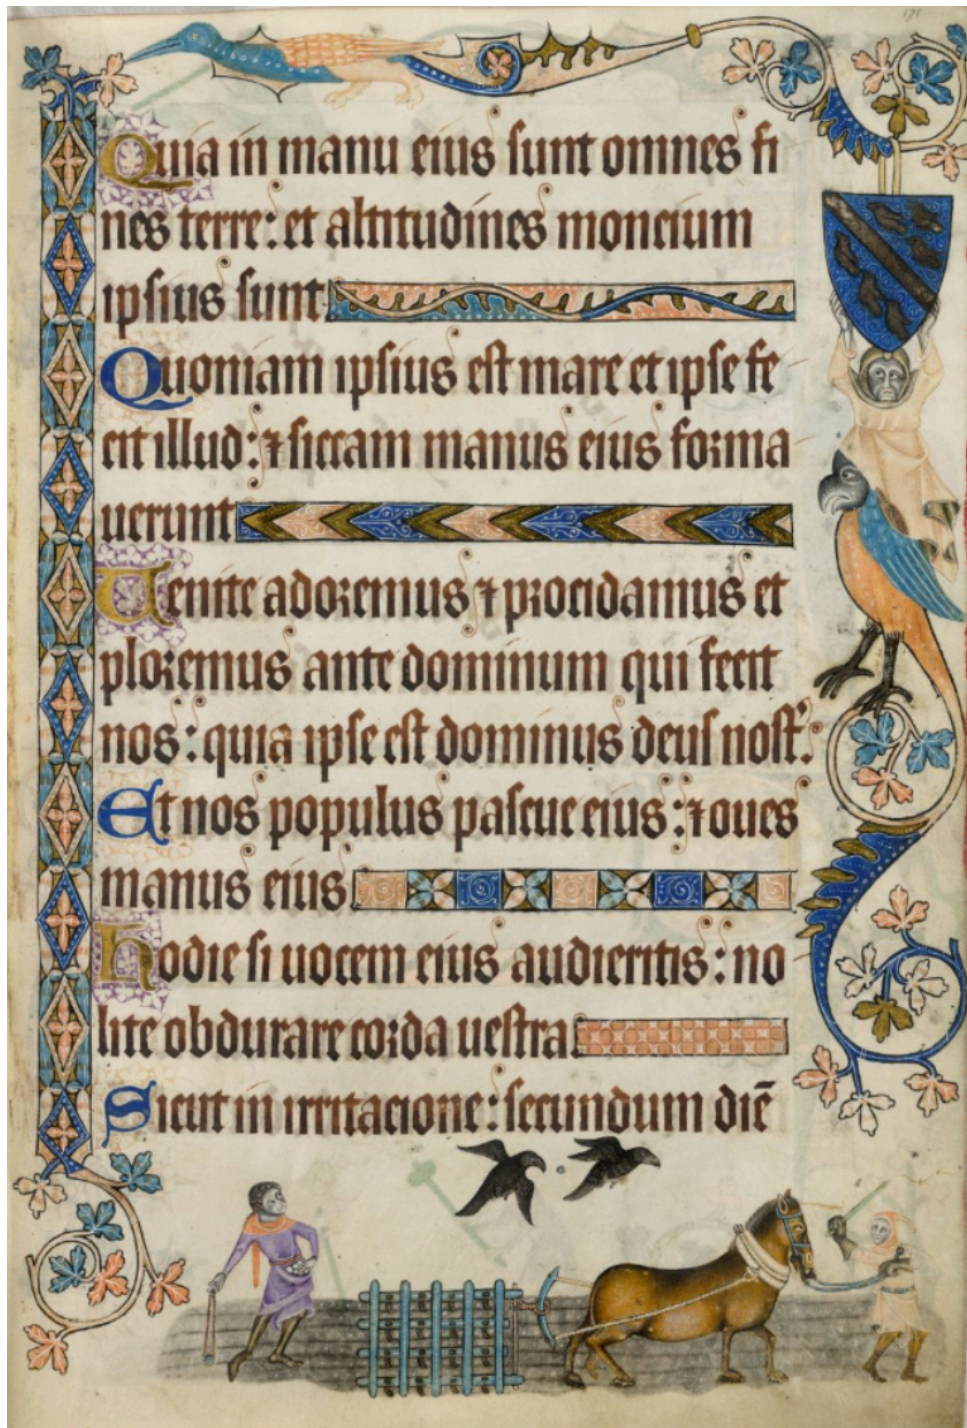 171
Quia in manu eius sunt omnes fi
nes terre: et altitudines moncium
ipsius sunt
Quoniam ipsius est mare et ipse fe
cit illud: ⁊ siccam manus eius forma
uerunt
Uenite adoremus ⁊ procidamus et
ploremus ante dominum qui fecit
nos: quia ipse est dominus deus nost̉.
Et nos populus pascue eius: ⁊ oues
manus eius
Hodie si uocem eius audieritis: no
lite obdurare corda uestra
Sicut in irritacione: secundum diē